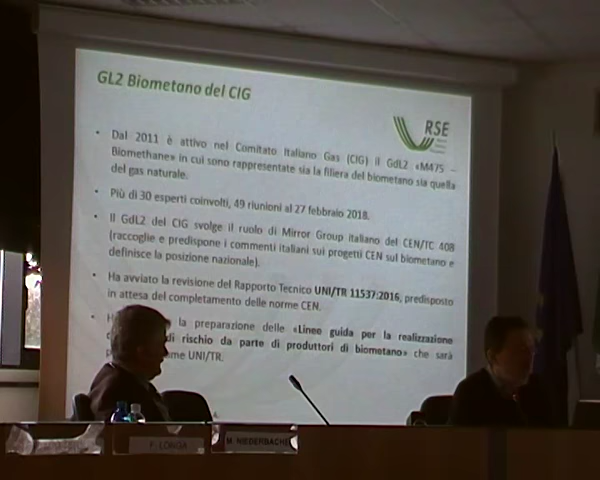 GL2 Biometano del CIG
RSE
• Dal 2011 è attivo nel Comitato Italiano Gas (CIG) il GdL2 «M475 –
Biomethane» in cui sono rappresentate sia la filiera del biometano sia quella
del gas naturale.
• Più di 30 esperti coinvolti, 49 riunioni al 27 febbraio 2018.
• Il GdL2 del CIG svolge il ruolo di Mirror Group italiano del CEN/TC 408
(raccoglie e predispone i commenti italiani sui progetti CEN sul biometano e
definisce la posizione nazionale).
• Ha avviato la revisione del Rapporto Tecnico UNI/TR 11537:2016, predisposto
in attesa del completamento delle norme CEN.
• la preparazione delle «Linee guida per la realizzazione
di rischio da parte di produttori di biometano» che sarà
come UNI/TR.
F. LONGA
M. NIEDERBACHE